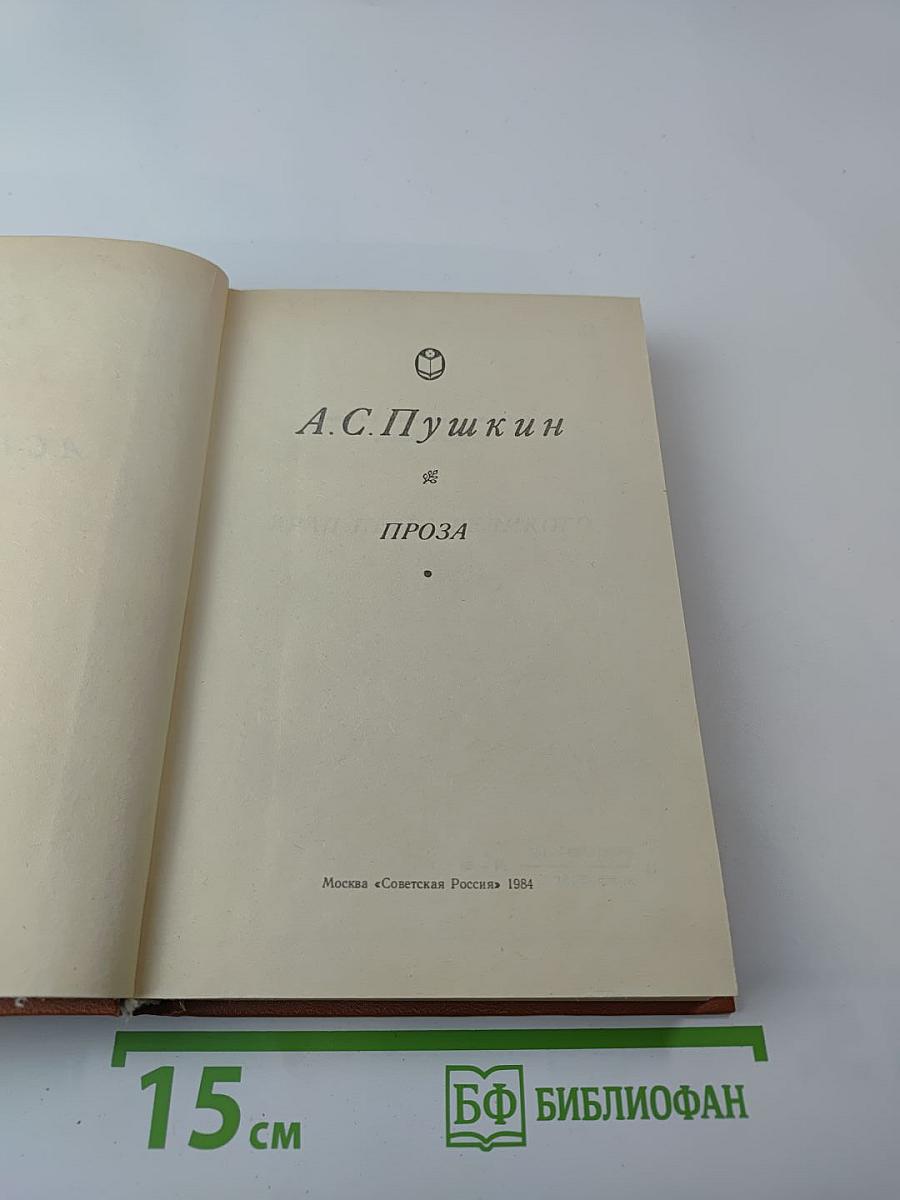 А.С.Пушкин
ПРОЗА
Москва «Советская Россия» 1984
15 см
БФ БИБЛИОФАН